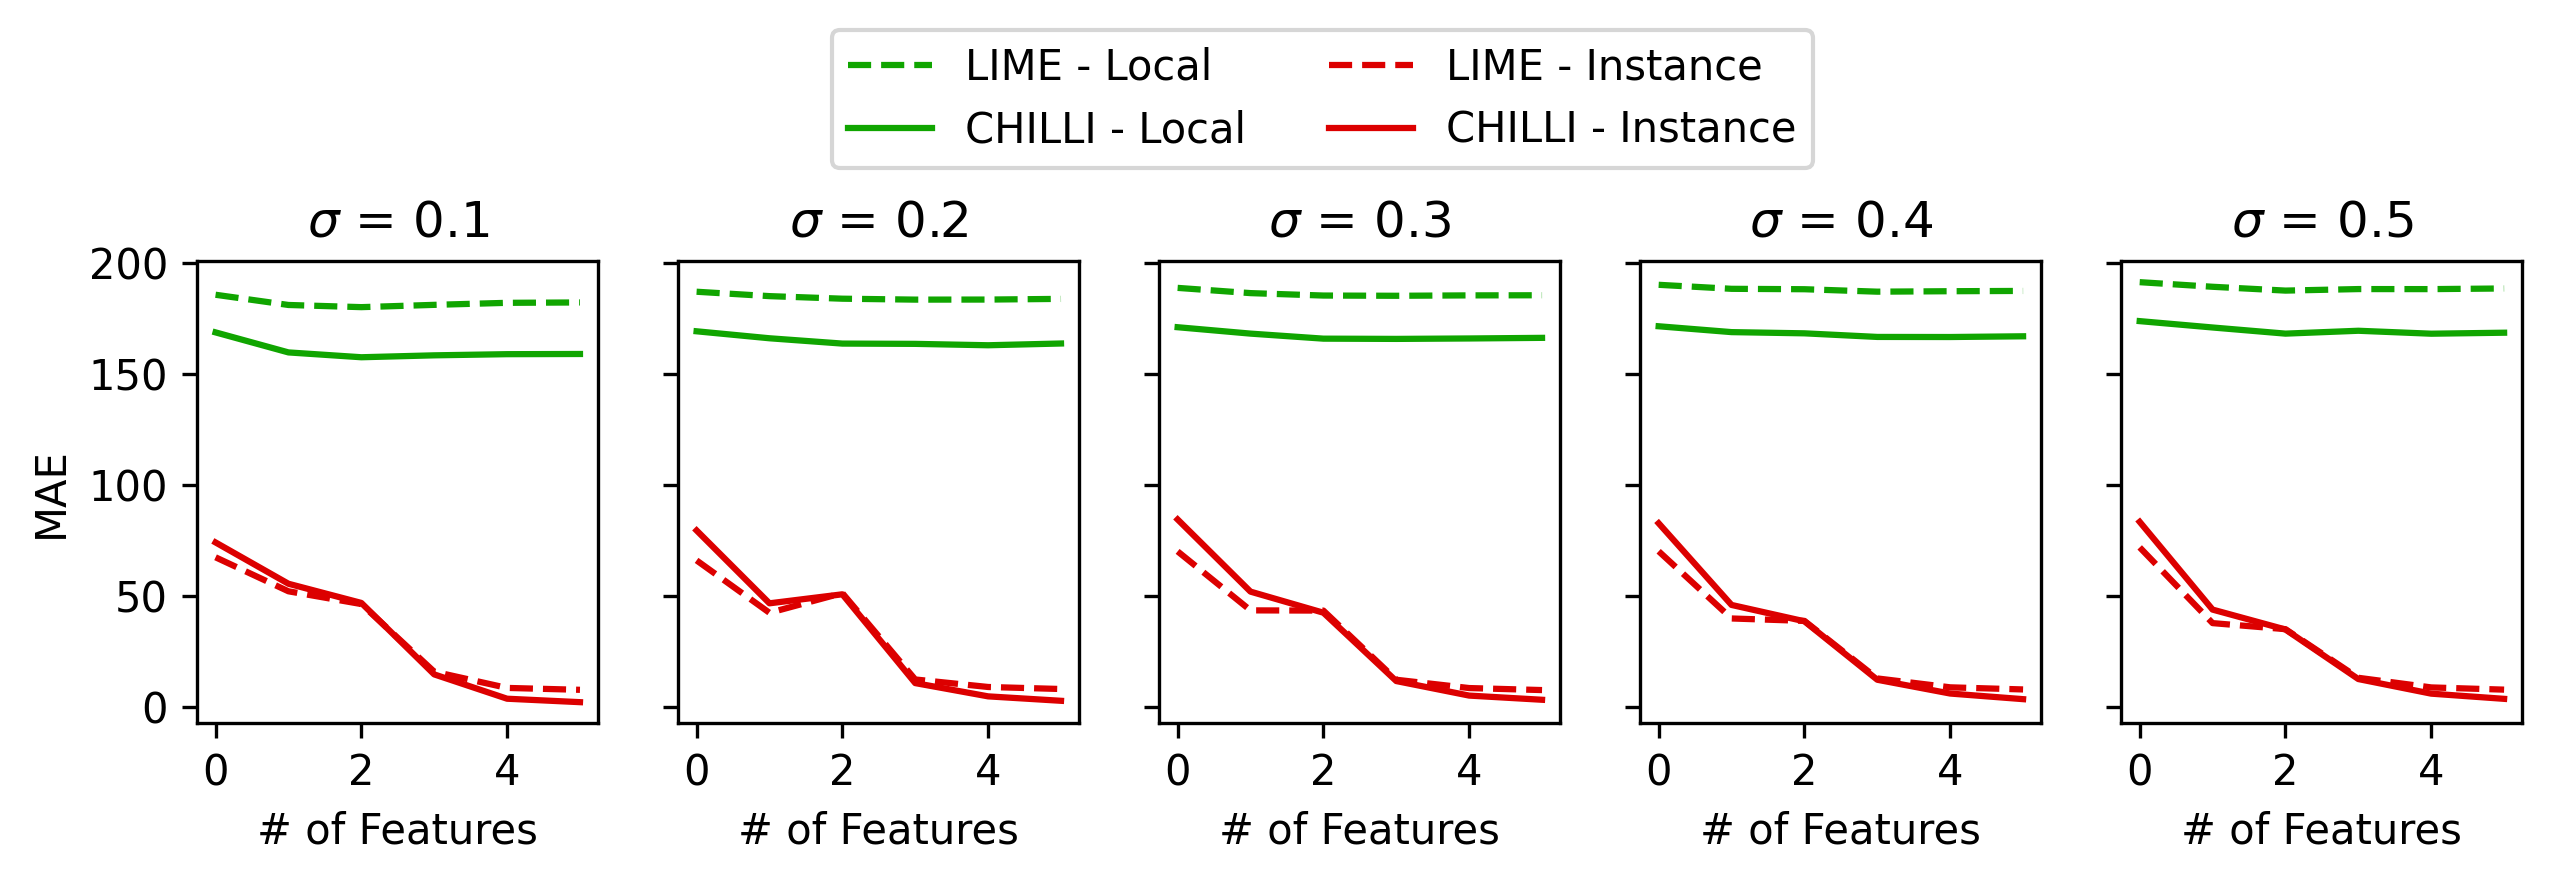 LIME - Local LIME - Instance
CHILLI - Local CHILLI - Instance
σ = 0.1 σ = 0.2 σ = 0.3 σ = 0.4 σ = 0.5
200
150
100
50
0
MAE
0 2 4 0 2 4 0 2 4 0 2 4 0 2 4
# of Features # of Features # of Features # of Features # of Features